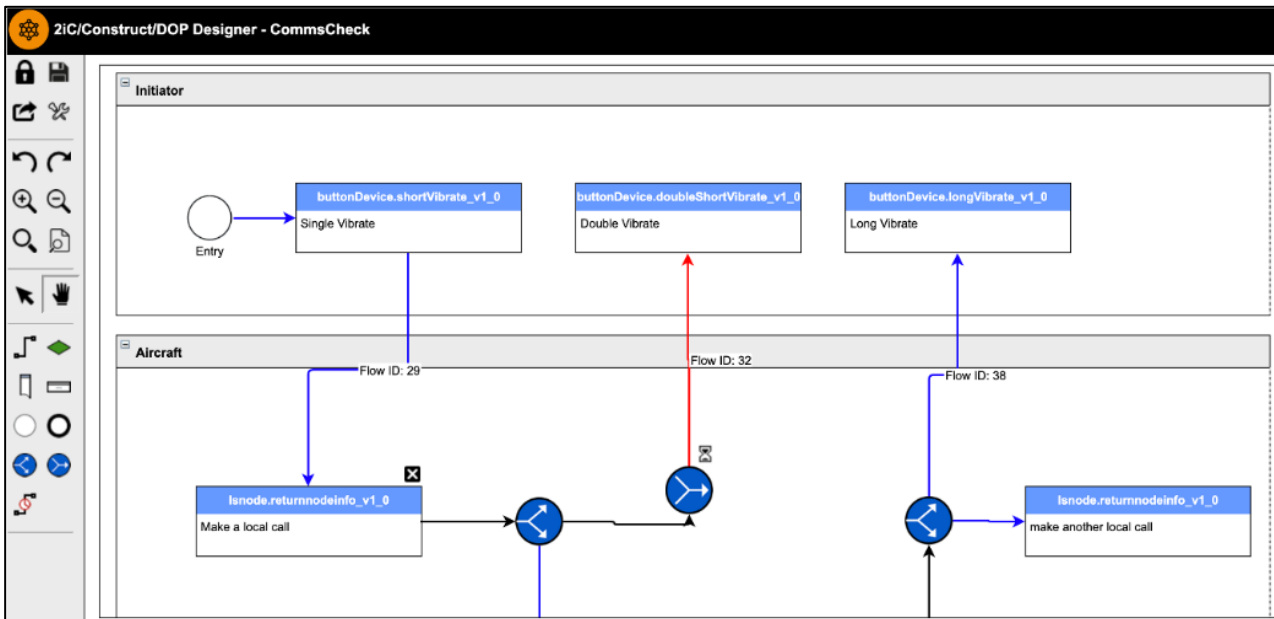 2iC/Construct/DOP Designer - CommsCheck
Initiator
buttonDevice.shortVibrate_v1_0
Single Vibrate
buttonDevice.doubleShortVibrate_v1_0
Double Vibrate
buttonDevice.longVibrate_v1_0
Long Vibrate
Entry
Aircraft
Flow ID: 29
Flow ID: 32
Flow ID: 38
lsnode.returnnodeinfo_v1_0
Make a local call
lsnode.returnnodeinfo_v1_0
make another local call